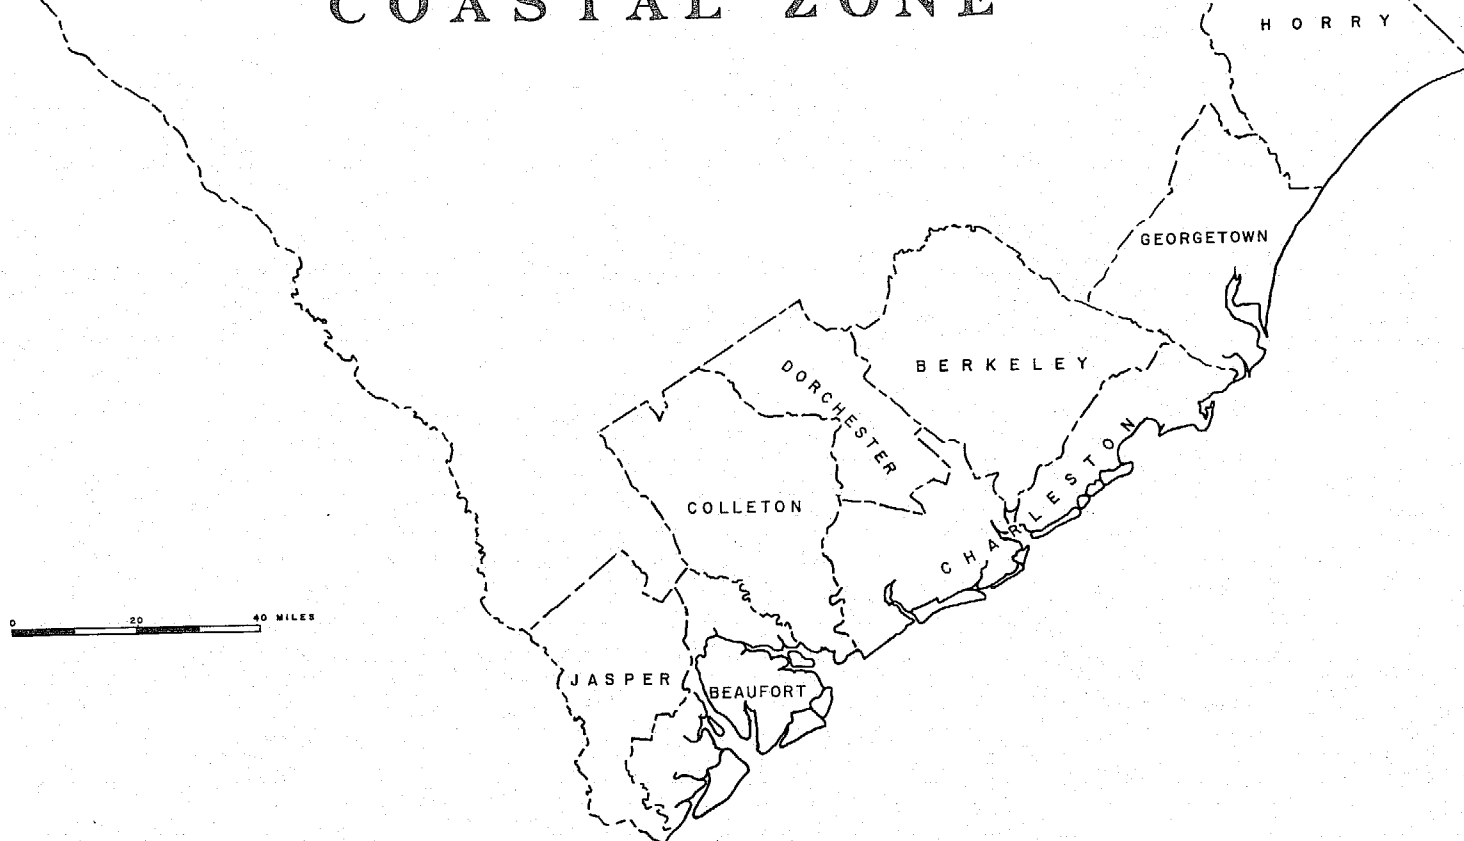 COASTAL ZONE
HORRY
GEORGETOWN
BERKELEY
DORCHESTER
CHARLESTON
COLLETON
0 20 40 MILES
JASPER
BEAUFORT